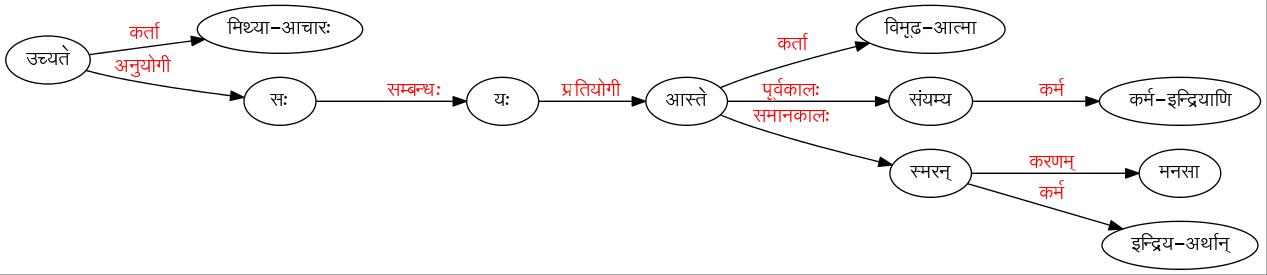 उच्यते
कर्ता
मिथ्या-आचारः
अनुयोगी
सः
सम्बन्धः
यः
प्रतियोगी
आस्ते
कर्ता
विमूढ-आत्मा
पूर्वकालः
संयम्य
कर्म
कर्म-इन्द्रियाणि
समानकालः
स्मरन्
करणम्
मनसा
कर्म
इन्द्रिय-अर्थान्